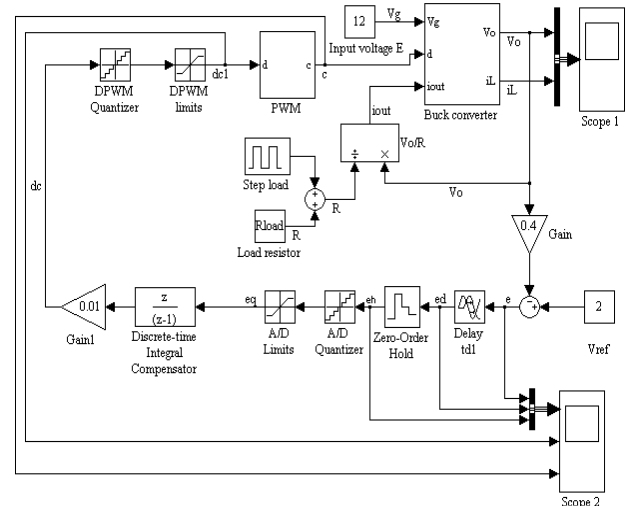 12
Vg
Vg
Input voltage E
Vo
Vo
d
iL
iL
iout
Buck converter
Scope 1
DPWM
Quantizer
DPWM
limits
dc1
d
c
c
PWM
iout
÷
×
Vo/R
Step load
+
+
R
Vo
Rload
R
Load resistor
dc
0.4
Gain
0.01
Gain1
z
(z-1)
Discrete-time
Integral
Compensator
eq
A/D
Limits
A/D
Quantizer
eh
Zero-Order
Hold
ed
Delay
td1
e
-
+
2
Vref
Scope 2